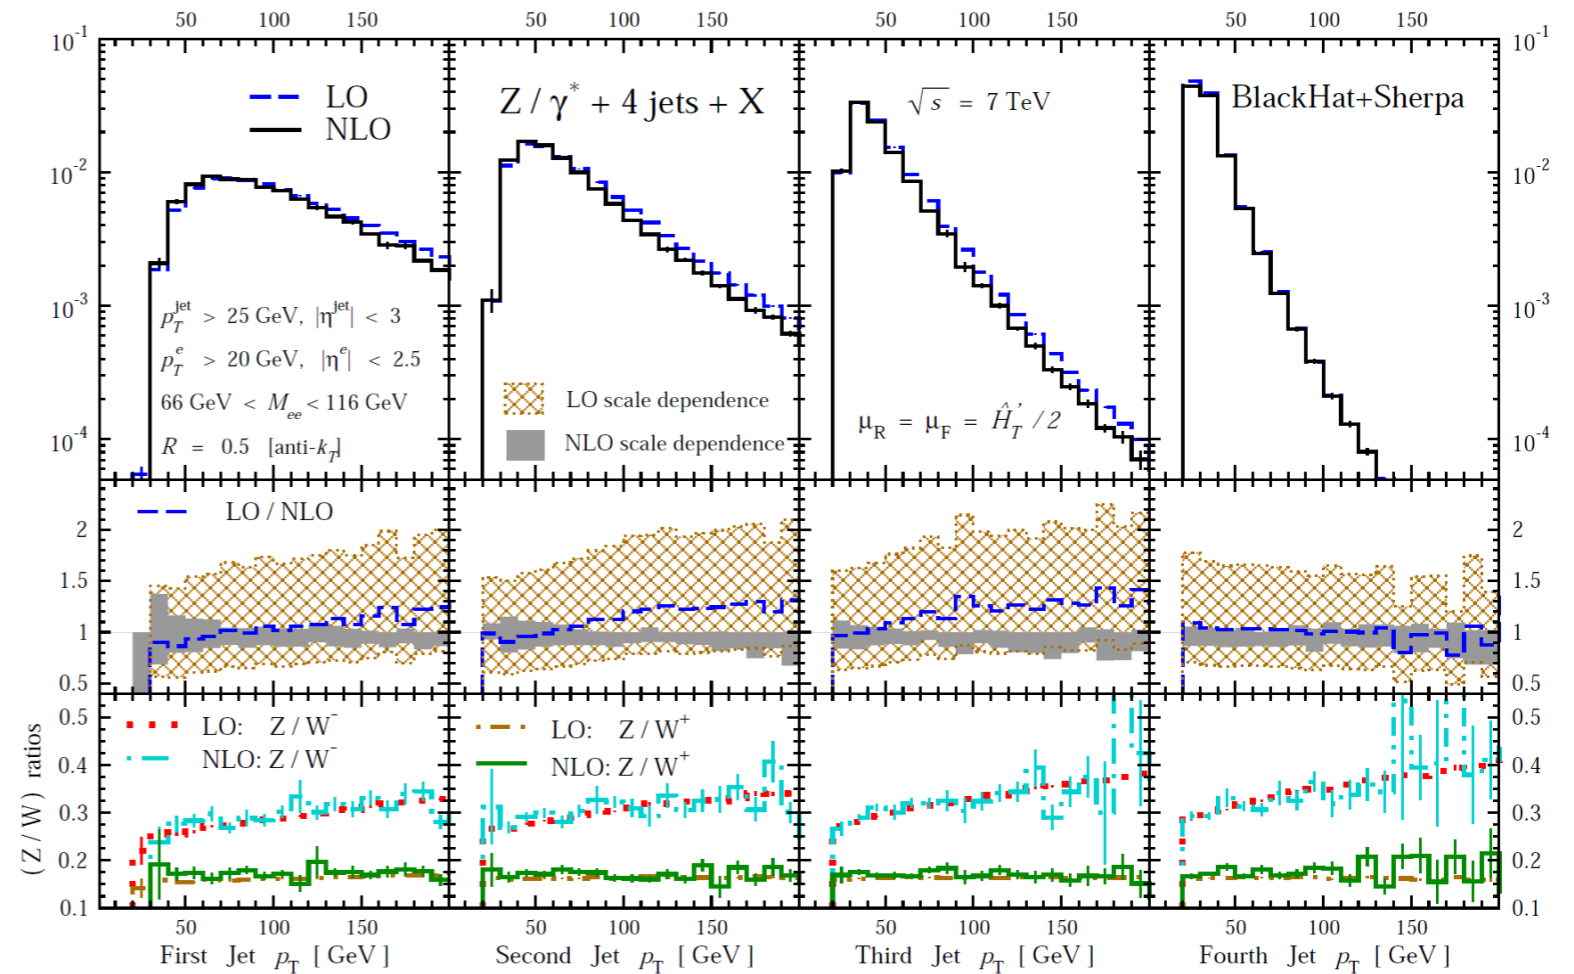 50 100 150 50 100 150 50 100 150 50 100 150
10^-1 10^-1
LO
NLO
Z / γ* + 4 jets + X
√s = 7 TeV
BlackHat+Sherpa
10^-2 10^-2
10^-3 10^-3
p_T^jet > 25 GeV, |η^jet| < 3
p_T^e > 20 GeV, |η^e| < 2.5
66 GeV < M_ee < 116 GeV
R = 0.5 [anti-k_T]
LO scale dependence
NLO scale dependence
μ_R = μ_F = Ĥ_T' / 2
10^-4 10^-4
LO / NLO
2 2
1.5 1.5
1 1
0.5 0.5
(Z / W) ratios
LO: Z / W^-
NLO: Z / W^-
LO: Z / W^+
NLO: Z / W^+
0.5 0.5
0.4 0.4
0.3 0.3
0.2 0.2
0.1 0.1
50 100 150 50 100 150 50 100 150 50 100 150
First Jet p_T [ GeV ] Second Jet p_T [ GeV ] Third Jet p_T [ GeV ] Fourth Jet p_T [ GeV ]